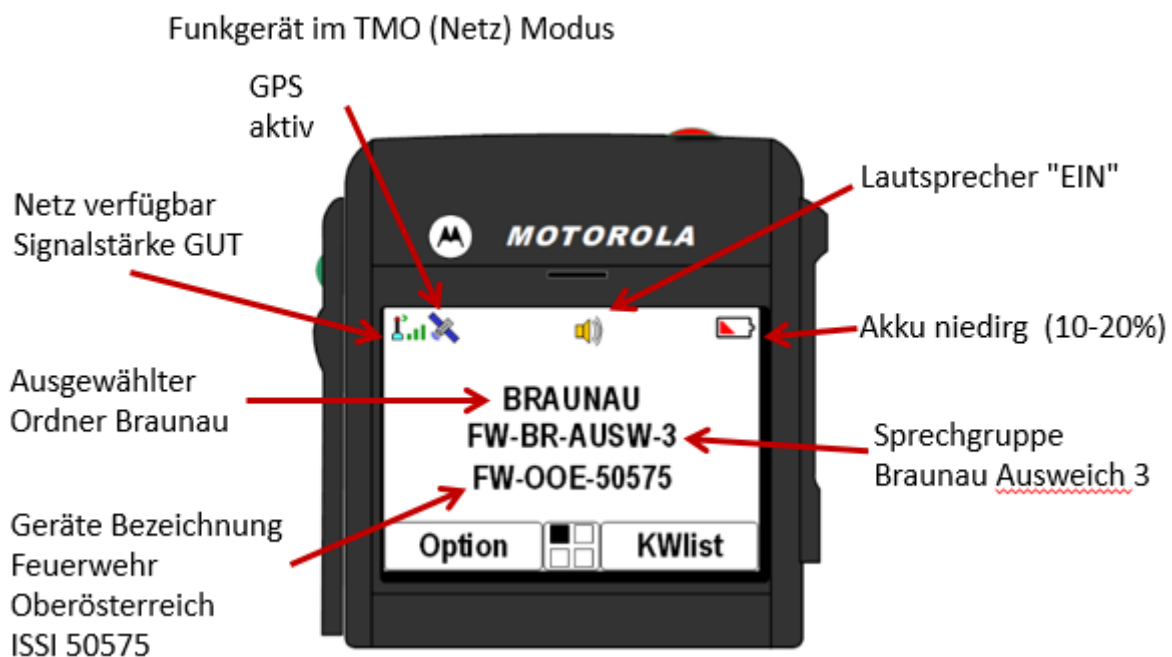 Funkgerät im TMO (Netz) Modus
GPS
aktiv
Lautsprecher "EIN"
Netz verfügbar
Signalstärke GUT
MOTOROLA
Akku niedirg (10-20%)
Ausgewählter
Ordner Braunau
BRAUNAU
FW-BR-AUSW-3
FW-OOE-50575
Sprechgruppe
Braunau Ausweich 3
Geräte Bezeichnung
Feuerwehr
Oberösterreich
ISSI 50575
Option KWlist